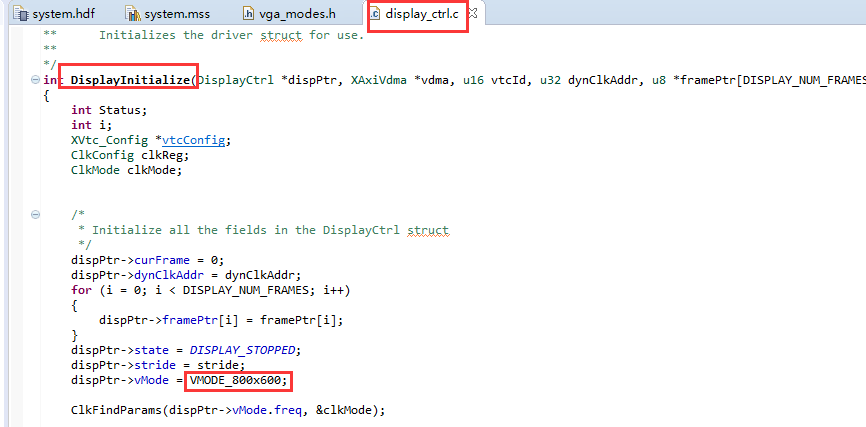 system.hdf system.mss vga_modes.h display_ctrl.c
** Initializes the driver struct for use.
**
*/
int DisplayInitialize(DisplayCtrl *dispPtr, XAxiVdma *vdma, u16 vtcId, u32 dynClkAddr, u8 *framePtr[DISPLAY_NUM_FRAMES
{
int Status;
int i;
XVtc_Config *vtcConfig;
ClkConfig clkReg;
ClkMode clkMode;
/*
* Initialize all the fields in the DisplayCtrl struct
*/
dispPtr->curFrame = 0;
dispPtr->dynClkAddr = dynClkAddr;
for (i = 0; i < DISPLAY_NUM_FRAMES; i++)
{
dispPtr->framePtr[i] = framePtr[i];
}
dispPtr->state = DISPLAY_STOPPED;
dispPtr->stride = stride;
dispPtr->vMode = VMODE_800x600;
ClkFindParams(dispPtr->vMode.freq, &clkMode);